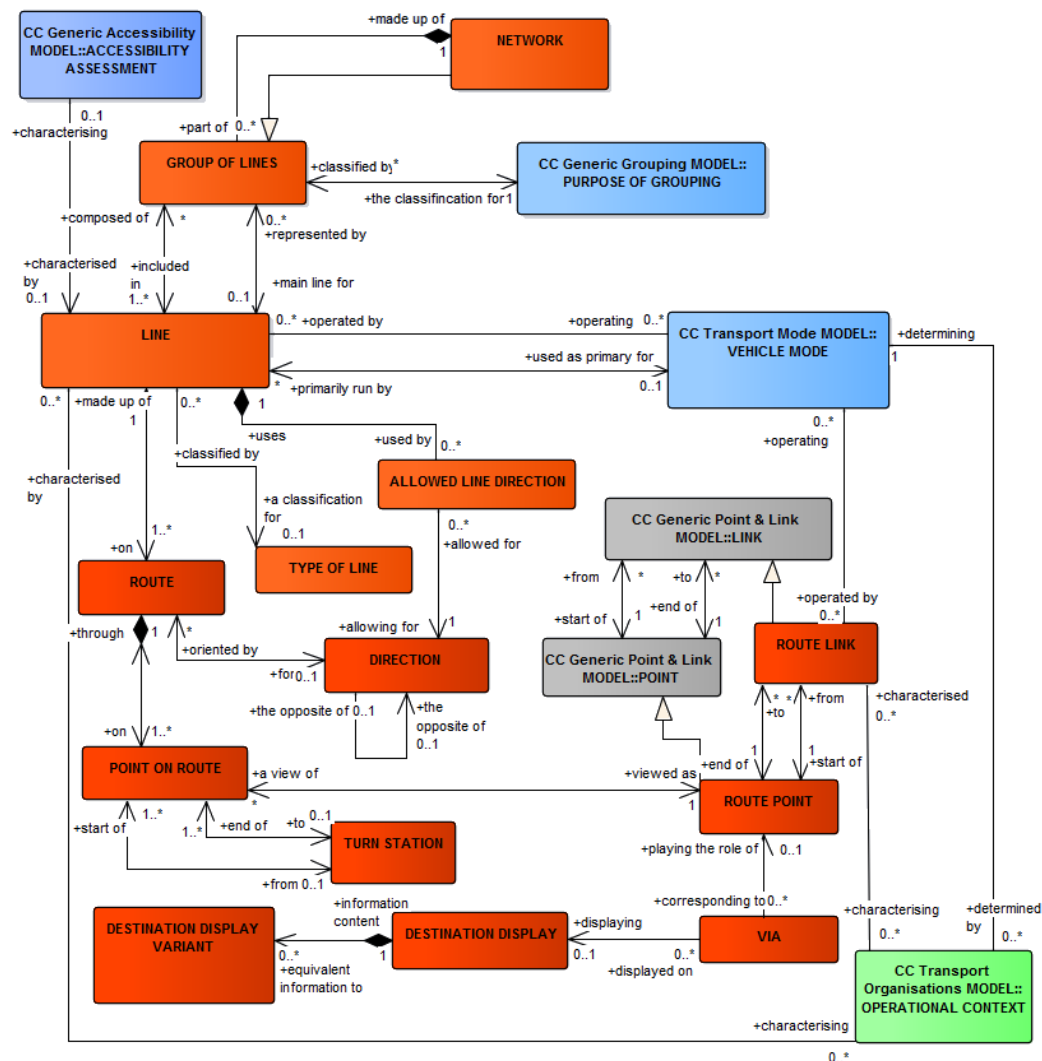 CC Generic Accessibility
MODEL::ACCESSIBILITY
ASSESSMENT
+made up of
1
NETWORK
0..1
+characterising
+part of 0..*
GROUP OF LINES
+classified by *
+the classifincation for 1
CC Generic Grouping MODEL::
PURPOSE OF GROUPING
+composed of
*
0..*
+represented by
+characterised
by
0..1
+included
in
1..*
+main line for
0..1
LINE
0..*
+operated by
+operating
0..*
CC Transport Mode MODEL::
VEHICLE MODE
+determining
1
+used as primary for
0..1
*
+primarily run by
0..*
+made up of
1
0..*
1
+uses
+used by
0..*
0..*
+operating
+classified by
+characterised
by
ALLOWED LINE DIRECTION
+a classification
for
0..1
0..*
+allowed for
CC Generic Point & Link
MODEL::LINK
1..*
+on
TYPE OF LINE
+from
*
+to
*
ROUTE
+operated by
0..*
+start of
1
+end of
1
+through
1
*
+oriented by
+allowing for
1
DIRECTION
+for
0..1
CC Generic Point & Link
MODEL::POINT
ROUTE LINK
+the opposite of 0..1
+the
opposite of
0..1
*
+to
*
+from
+characterised
0..*
+on
1..*
POINT ON ROUTE
+a view of
*
+viewed as
1
1
+end of
1
+start of
ROUTE POINT
1..*
+start of
1..*
+end of
+to
0..1
TURN STATION
+from 0..1
+playing the role of
0..1
+information
content
+corresponding to 0..*
DESTINATION DISPLAY
VARIANT
0..*
+equivalent
information to
1
DESTINATION DISPLAY
+displaying
0..1
0..*
+displayed on
VIA
+characterising
0..*
+determined
by
0..*
CC Transport
Organisations MODEL::
OPERATIONAL CONTEXT
+characterising
0..*